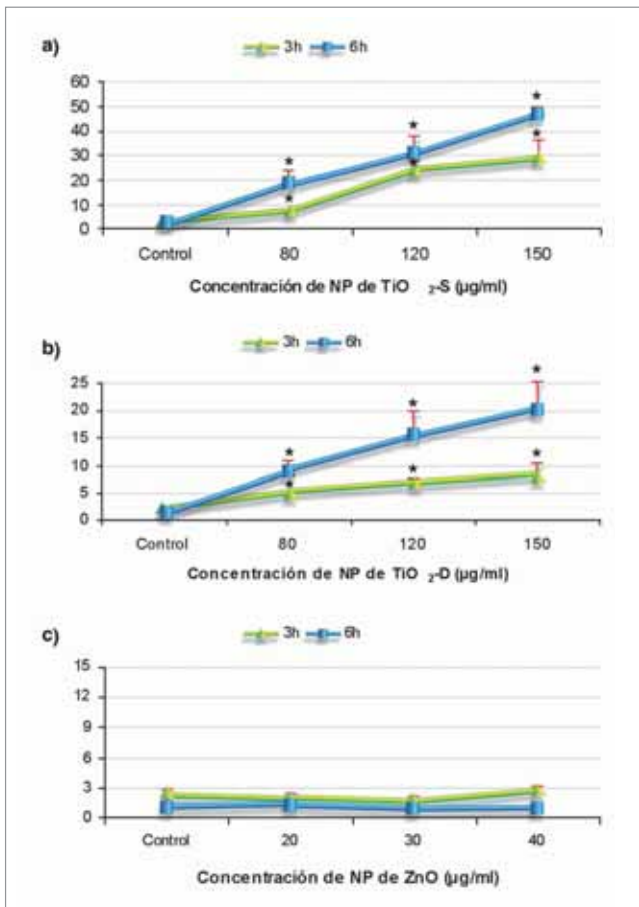 a)
3h 6h
60
50
40
30
20
10
0
* * * * * *
Control 80 120 150
Concentración de NP de TiO 2-S (µg/ml)
b)
3h 6h
25
20
15
10
5
0
* * * * * *
Control 80 120 150
Concentración de NP de TiO 2-D (µg/ml)
c)
3h 6h
15
12
9
6
3
0
Control 20 30 40
Concentración de NP de ZnO (µg/ml)